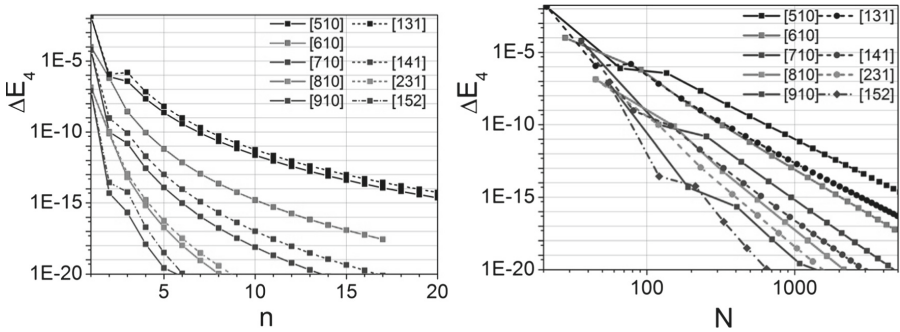 [510] [131]
[610]
[710] [141]
[810] [231]
[910] [152]
ΔE4
1E-5
1E-10
1E-15
1E-20
5 10 15 20
n
[510] [131]
[610]
[710] [141]
[810] [231]
[910] [152]
ΔE4
1E-5
1E-10
1E-15
1E-20
100 1000
N